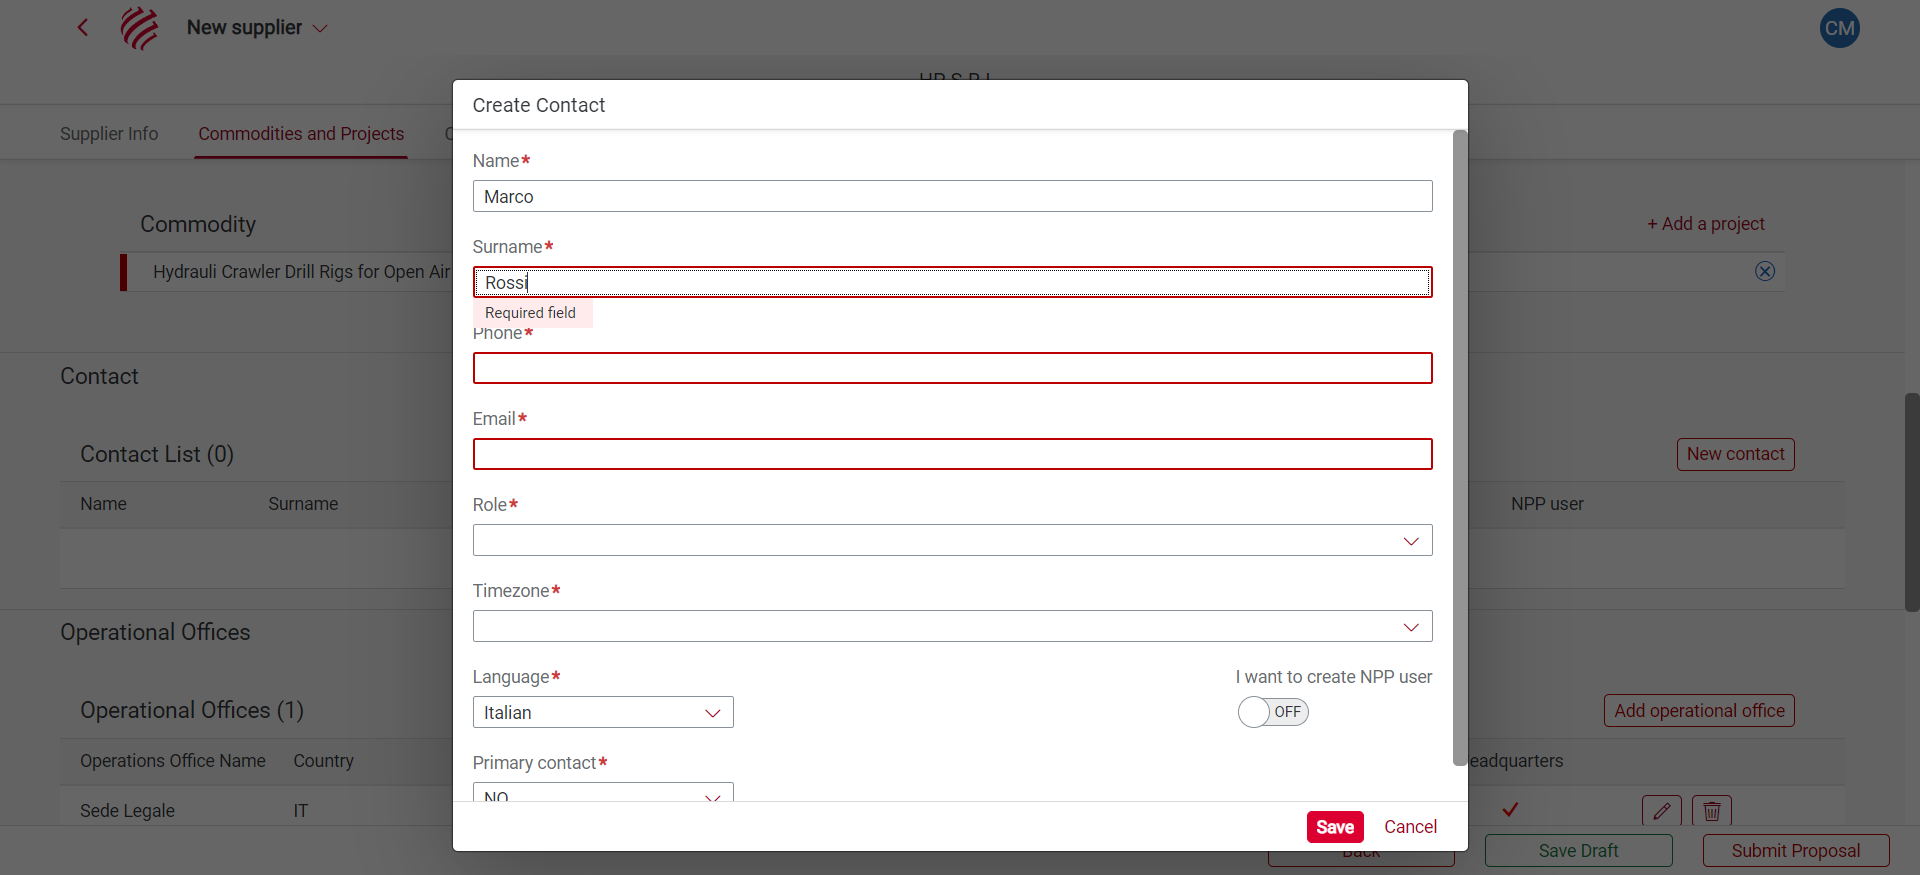 New supplier
CM
Create Contact
Supplier Info
Commodities and Projects
Name*
Marco
Commodity
+ Add a project
Surname*
Hydrauli Crawler Drill Rigs for Open Air
Rossi
Required field
Phone*
Contact
Email*
Contact List (0)
New contact
Name
Surname
NPP user
Role*
Timezone*
Operational Offices
Language*
I want to create NPP user
Italian
OFF
Operational Offices (1)
Add operational office
Operations Office Name
Country
Primary contact*
eadquarters
NO
Sede Legale
IT
Save
Cancel
Back
Save Draft
Submit Proposal